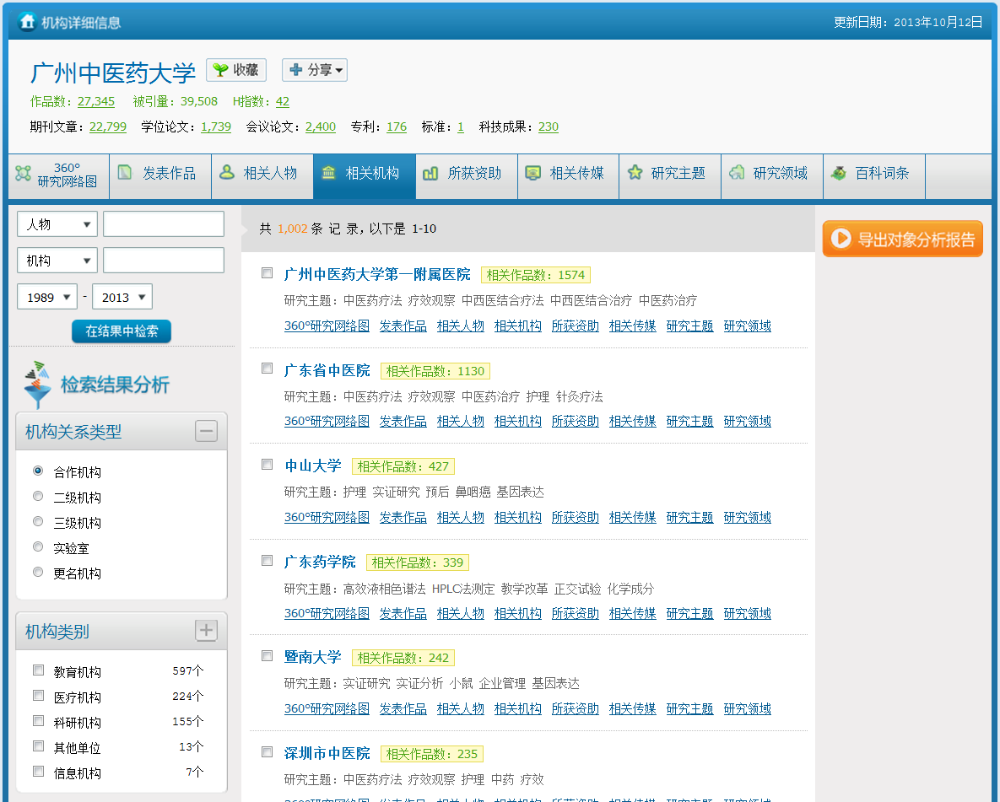 机构详细信息 更新日期：2013年10月12日
广州中医药大学 收藏 分享
作品数：27,345 被引量：39,508 H指数：42
期刊文章：22,799 学位论文：1,739 会议论文：2,400 专利：176 标准：1 科技成果：230
360°研究网络图 发表作品 相关人物 相关机构 所获资助 相关传媒 研究主题 研究领域 百科词条
人物
机构
1989 - 2013
在结果中检索
检索结果分析
机构关系类型
合作机构
二级机构
三级机构
实验室
更名机构
机构类别
教育机构 597个
医疗机构 224个
科研机构 155个
其他单位 13个
信息机构 7个
共 1,002 条 记 录，以下是 1-10
广州中医药大学第一附属医院 相关作品数：1574
研究主题：中医药疗法 疗效观察 中西医结合疗法 中西医结合治疗 中医药治疗
360°研究网络图 发表作品 相关人物 相关机构 所获资助 相关传媒 研究主题 研究领域
广东省中医院 相关作品数：1130
研究主题：中医药疗法 疗效观察 中医药治疗 护理 针灸疗法
360°研究网络图 发表作品 相关人物 相关机构 所获资助 相关传媒 研究主题 研究领域
中山大学 相关作品数：427
研究主题：护理 实证研究 预后 鼻咽癌 基因表达
360°研究网络图 发表作品 相关人物 相关机构 所获资助 相关传媒 研究主题 研究领域
广东药学院 相关作品数：339
研究主题：高效液相色谱法 HPLC法测定 教学改革 正交试验 化学成分
360°研究网络图 发表作品 相关人物 相关机构 所获资助 相关传媒 研究主题 研究领域
暨南大学 相关作品数：242
研究主题：实证研究 实证分析 小鼠 企业管理 基因表达
360°研究网络图 发表作品 相关人物 相关机构 所获资助 相关传媒 研究主题 研究领域
深圳市中医院 相关作品数：235
研究主题：中医药疗法 疗效观察 护理 中药 疗效
导出对象分析报告